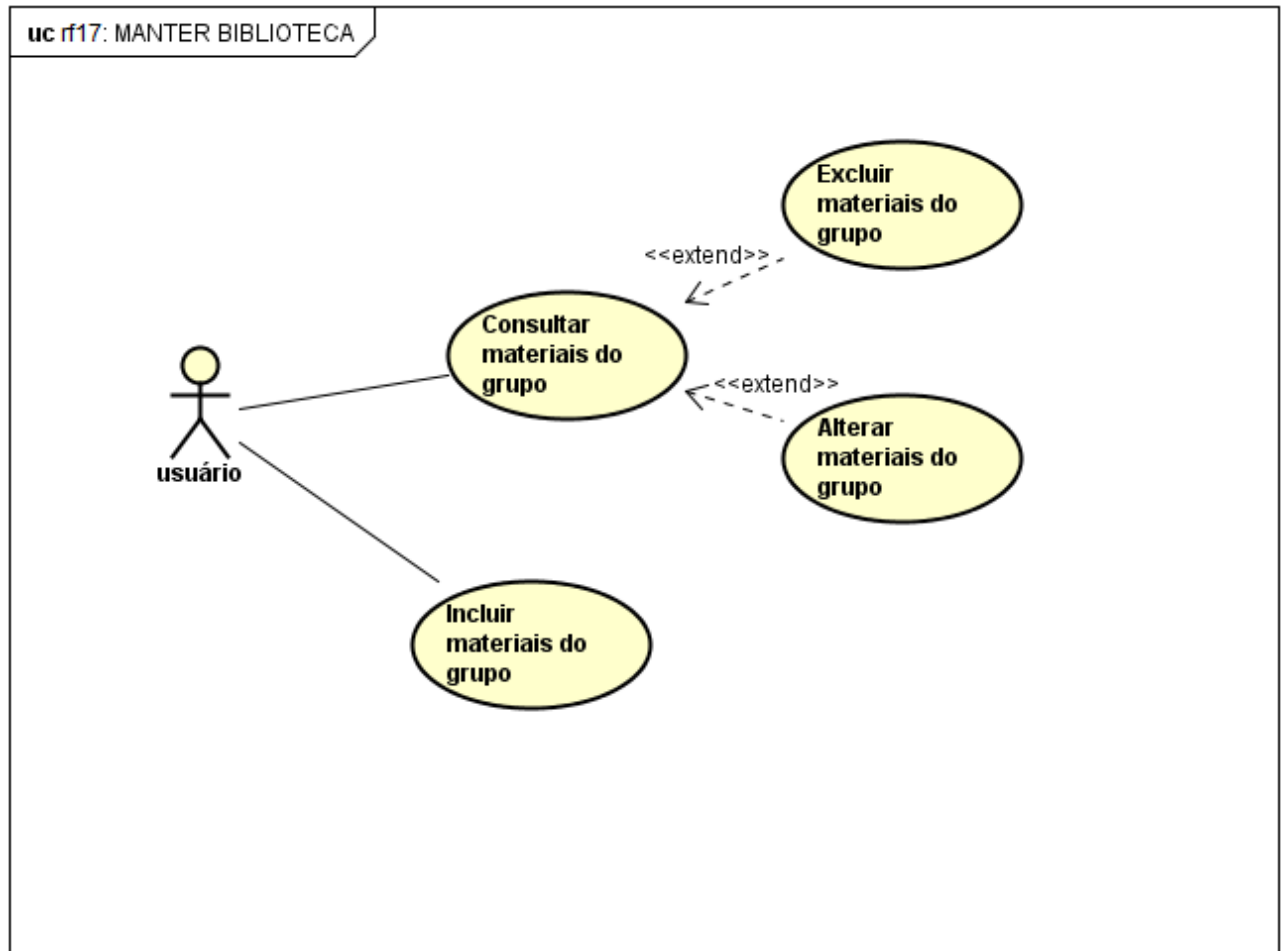 uc rf17: MANTER BIBLIOTECA
Excluir
materiais do
grupo
<<extend>>
Consultar
materiais do
grupo
<<extend>>
Alterar
materiais do
grupo
usuário
Incluir
materiais do
grupo